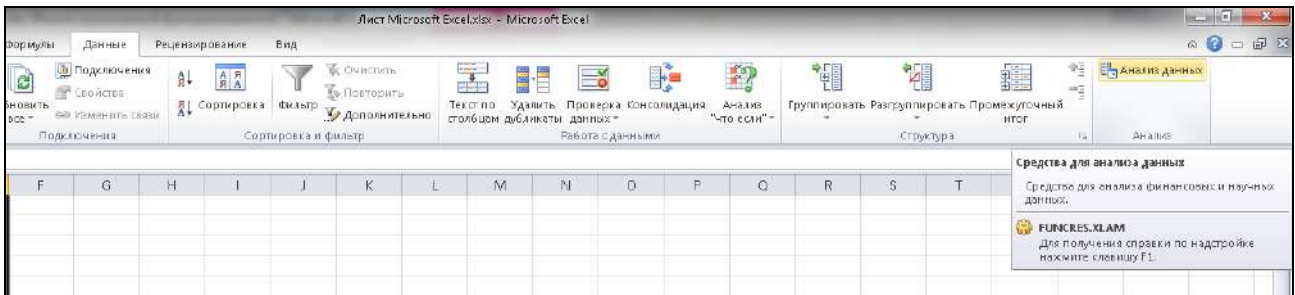 Лист Microsoft Excel.xlsx - Microsoft Excel
Формулы Данные Рецензирование Вид
Подключения
Свойства
Изменить связи
Обновить все
Сортировка
Фильтр
Очистить
Повторить
Дополнительно
Текст по столбцам
Удалить дубликаты
Проверка данных
Консолидация
Анализ "что если"
Группировать
Разгруппировать
Промежуточный итог
Анализ данных
Подключения Сортировка и фильтр Работа с данными Структура Анализ
F G H I J K L M N O P Q R S T
Средства для анализа данных
Средства для анализа финансовых и научных
данных.
FUNCRES.XLAM
Для получения справки по надстройке
нажмите клавишу F1.